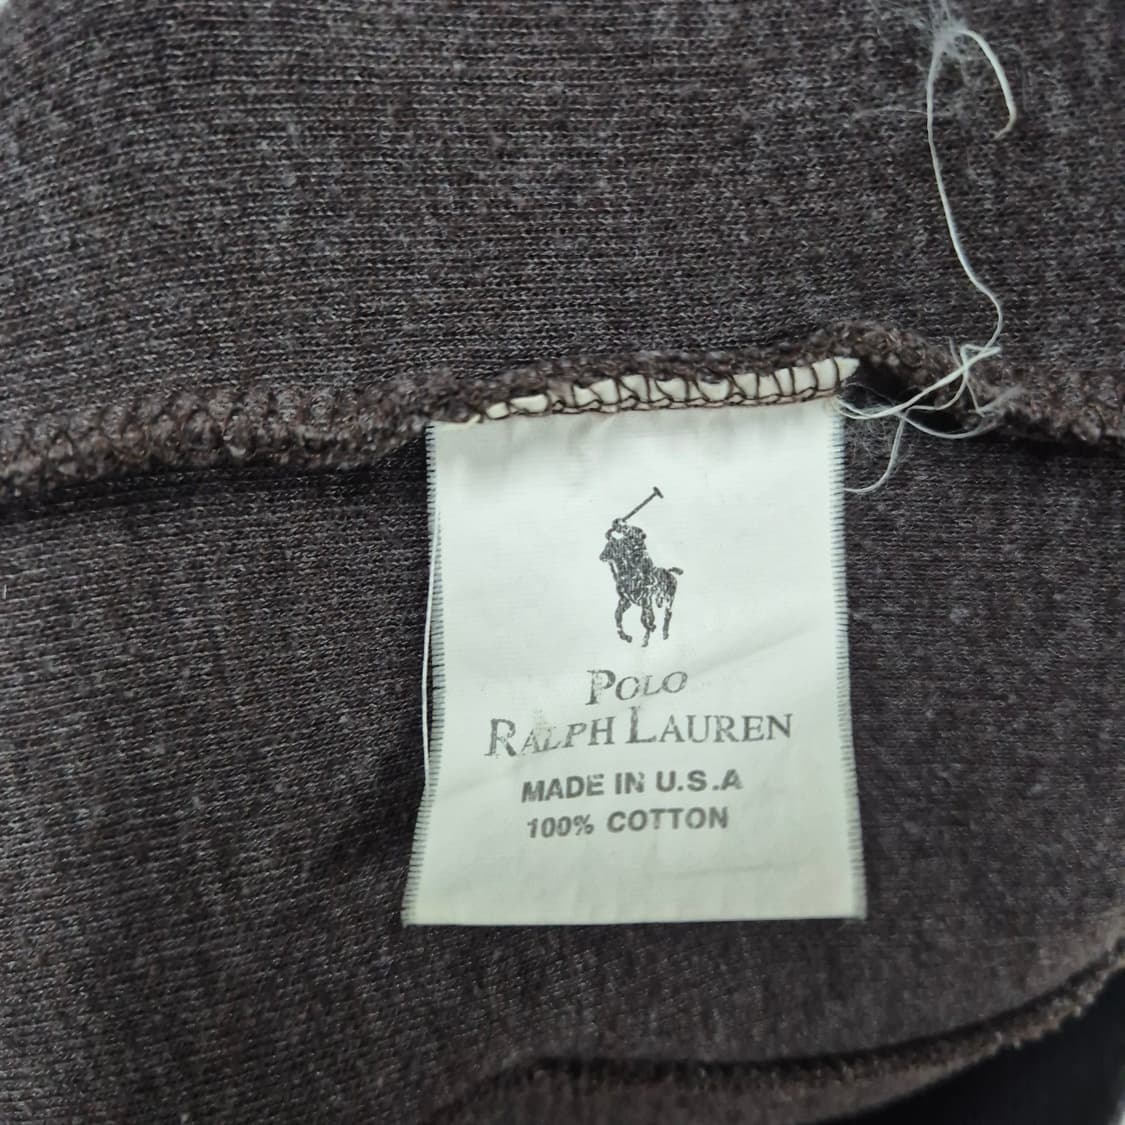 POLO
RALPH LAUREN
MADE IN U.S.A
100% COTTON